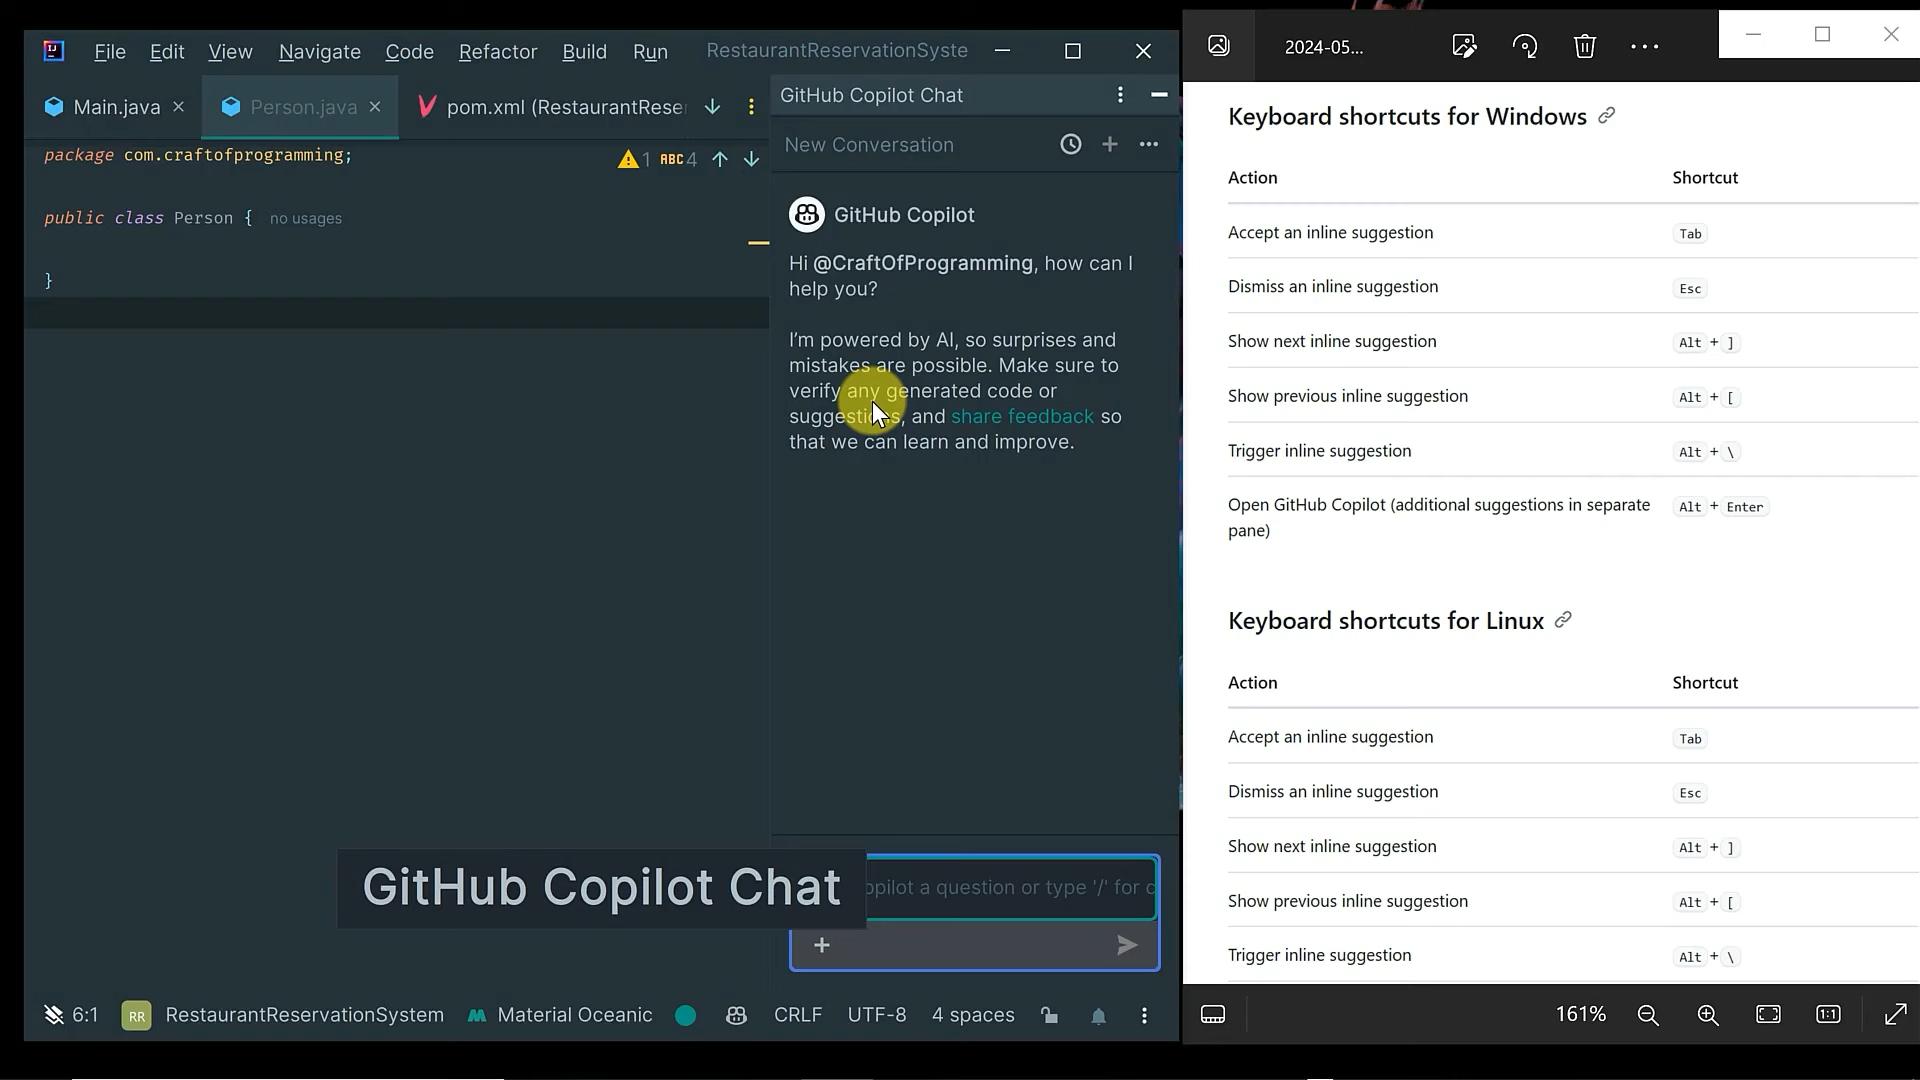 File Edit View Navigate Code Refactor Build Run RestaurantReservationSyste
Main.java
Person.java
pom.xml (RestaurantReser
package com.craftofprogramming;
1 ABC 4
public class Person { no usages
}
GitHub Copilot Chat
New Conversation
GitHub Copilot
Hi @CraftOfProgramming, how can I
help you?
I'm powered by AI, so surprises and
mistakes are possible. Make sure to
verify any generated code or
suggestions, and share feedback so
that we can learn and improve.
GitHub Copilot Chat
opilot a question or type '/' for c
6:1 RR RestaurantReservationSystem Material Oceanic CRLF UTF-8 4 spaces
2024-05...
Keyboard shortcuts for Windows
Action Shortcut
Accept an inline suggestion Tab
Dismiss an inline suggestion Esc
Show next inline suggestion Alt + ]
Show previous inline suggestion Alt + [
Trigger inline suggestion Alt + \
Open GitHub Copilot (additional suggestions in separate Alt + Enter
pane)
Keyboard shortcuts for Linux
Action Shortcut
Accept an inline suggestion Tab
Dismiss an inline suggestion Esc
Show next inline suggestion Alt + ]
Show previous inline suggestion Alt + [
Trigger inline suggestion Alt + \
161% 1:1